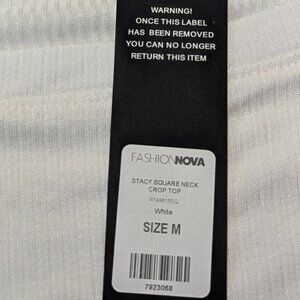 WARNING!
ONCE THIS LABEL
HAS BEEN REMOVED
YOU CAN NO LONGER
RETURN THIS ITEM
FASHIONNOVA
STACY SQUARE NECK
CROP TOP
White
SIZE M
7923068